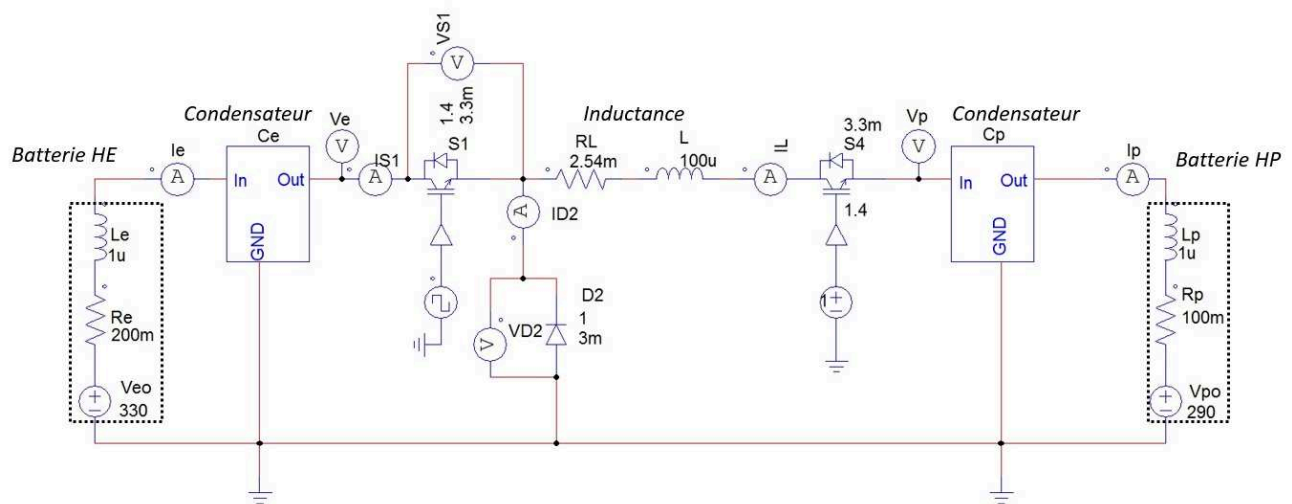 VS1
V
Condensateur
Ce
Batterie HE
Ie
A
In
Out
GND
Ve
V
IS1
A
1.4
3.3m
S1
Inductance
RL
2.54m
L
100u
IL
A
3.3m
S4
1.4
1
Vp
V
Condensateur
Cp
In
Out
GND
Ip
A
Batterie HP
Le
1u
Re
200m
Veo
330
A
ID2
V
VD2
D2
1
3m
Lp
1u
Rp
100m
Vpo
290